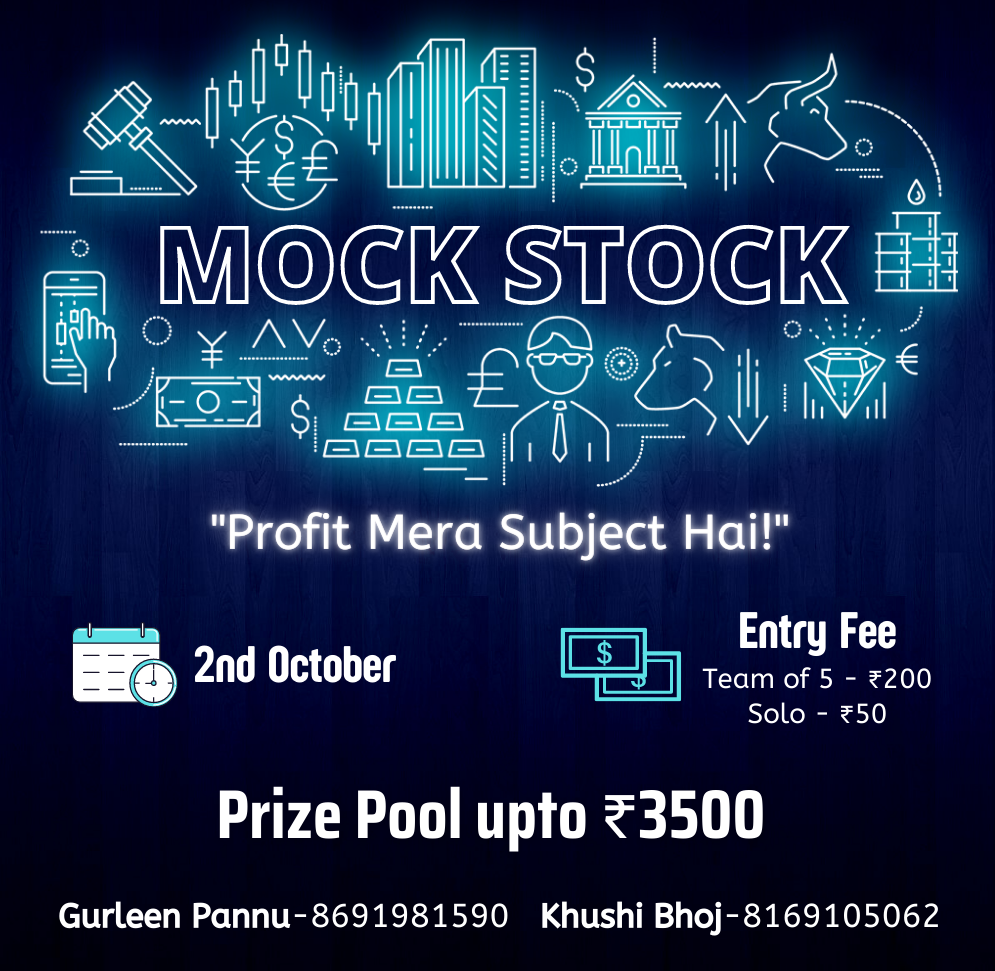 MOCK STOCK
"Profit Mera Subject Hai!"
2nd October
Entry Fee
Team of 5 - ₹200
Solo - ₹50
Prize Pool upto ₹3500
Gurleen Pannu-8691981590 Khushi Bhoj-8169105062